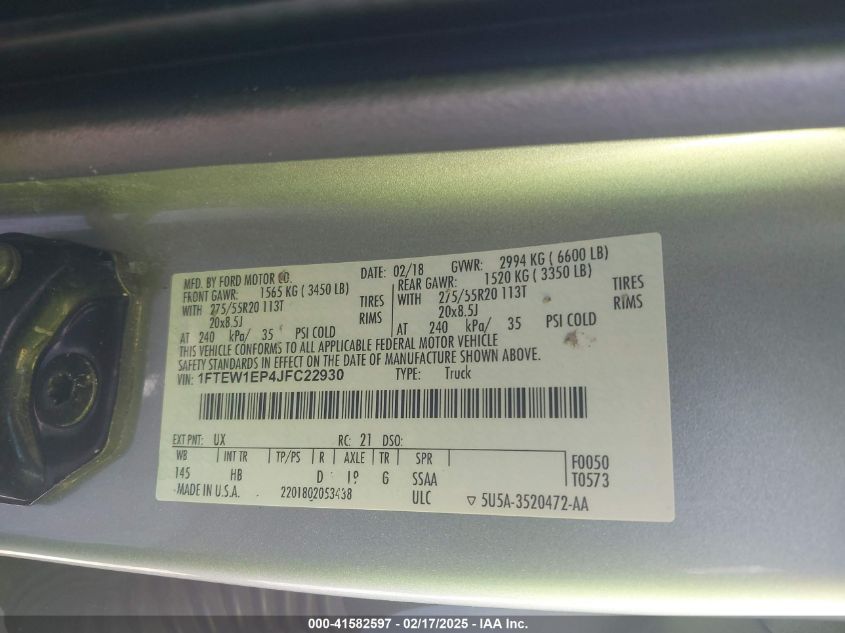 MFD. BY FORD MOTOR CO. DATE: 02/18 GVWR: 2994 KG ( 6600 LB)
FRONT GAWR: 1565 KG ( 3450 LB) REAR GAWR: 1520 KG ( 3350 LB)
WITH 275/55R20 113T TIRES WITH 275/55R20 113T TIRES
20x8.5J RIMS 20x8.5J RIMS
AT 240 kPa/ 35 PSI COLD AT 240 kPa/ 35 PSI COLD
THIS VEHICLE CONFORMS TO ALL APPLICABLE FEDERAL MOTOR VEHICLE
SAFETY STANDARDS IN EFFECT ON THE DATE OF MANUFACTURE SHOWN ABOVE.
VIN: 1FTEW1EP4JFC22930 TYPE: Truck
EXT PNT: UX RC: 21 DSO:
WB INT TR TP/PS R AXLE TR SPR F0050
145 HB D 19 G SSAA T0573
MADE IN U.S.A. 2201802053438 ULC ▽ 5U5A-3520472-AA
000-41582597 - 02/17/2025 - IAA Inc.